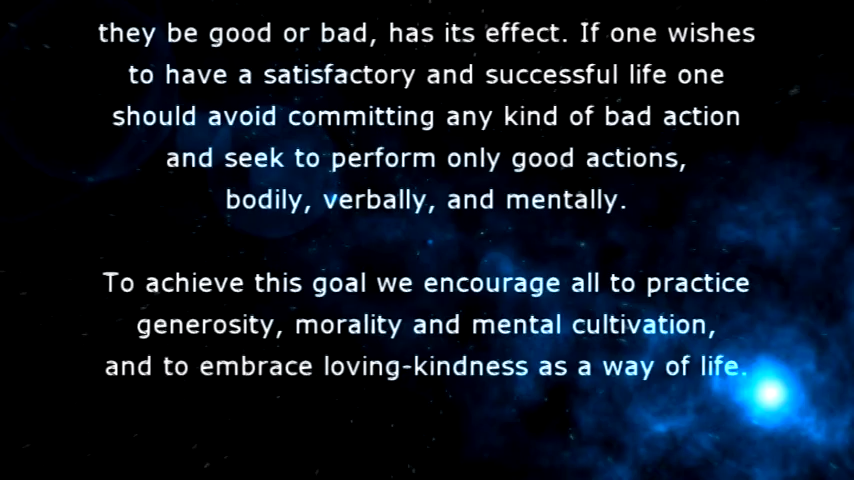 they be good or bad, has its effect. If one wishes
to have a satisfactory and successful life one
should avoid committing any kind of bad action
and seek to perform only good actions,
bodily, verbally, and mentally.
To achieve this goal we encourage all to practice
generosity, morality and mental cultivation,
and to embrace loving-kindness as a way of life.